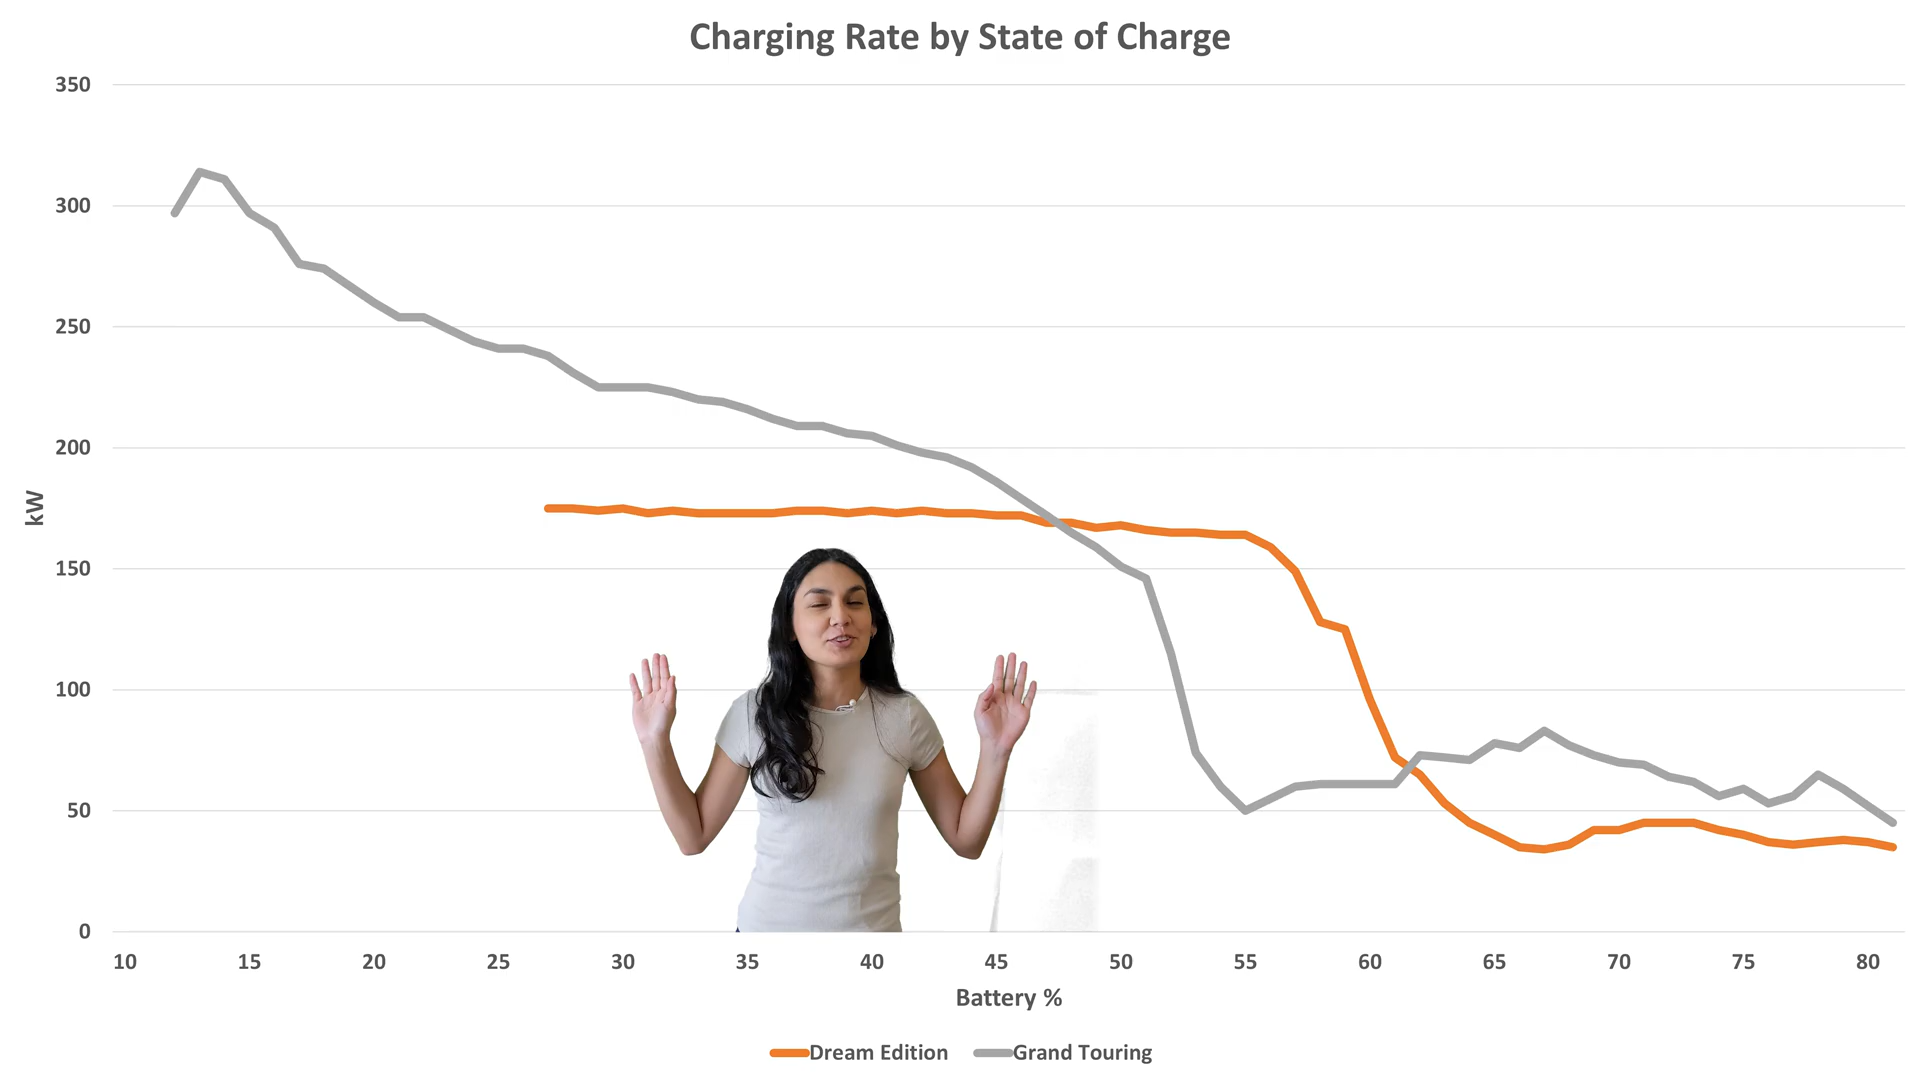 Charging Rate by State of Charge
350
300
250
200
150
100
50
0
kW
10 15 20 25 30 35 40 45 50 55 60 65 70 75 80
Battery %
Dream Edition Grand Touring